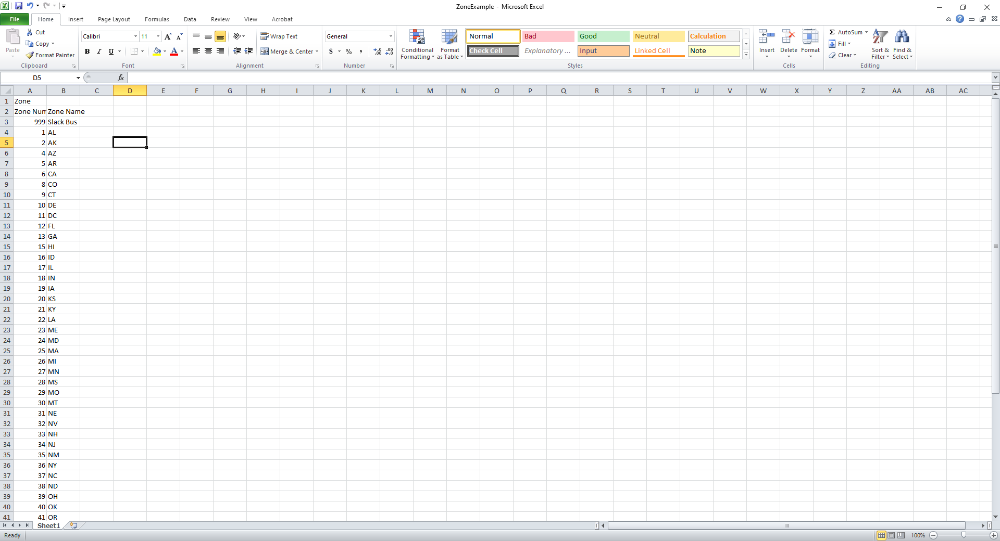 ZoneExample - Microsoft Excel
File Home Insert Page Layout Formulas Data Review View Acrobat
Paste Cut Copy Format Painter Clipboard
Calibri 11 A A B I U A Font
Wrap Text Merge & Center Alignment
General $ % , .0 .00 .00 .0 Number
Conditional Formatting Format as Table
Normal Bad Good Neutral Calculation
Check Cell Explanatory ... Input Linked Cell Note
Styles
Insert Delete Format Cells
Σ AutoSum Fill Clear Sort & Filter Find & Select Editing
D5 fx
A B C D E F G H I J K L M N O P Q R S T U V W X Y Z AA AB AC
1 Zone
2 Zone Num Zone Name
3 999 Slack Bus
4 1 AL
5 2 AK
6 4 AZ
7 5 AR
8 6 CA
9 8 CO
10 9 CT
11 10 DE
12 11 DC
13 12 FL
14 13 GA
15 15 HI
16 16 ID
17 17 IL
18 18 IN
19 19 IA
20 20 KS
21 21 KY
22 22 LA
23 23 ME
24 24 MD
25 25 MA
26 26 MI
27 27 MN
28 28 MS
29 29 MO
30 30 MT
31 31 NE
32 32 NV
33 33 NH
34 34 NJ
35 35 NM
36 36 NY
37 37 NC
38 38 ND
39 39 OH
40 40 OK
41 41 OR
Sheet1
Ready 100%